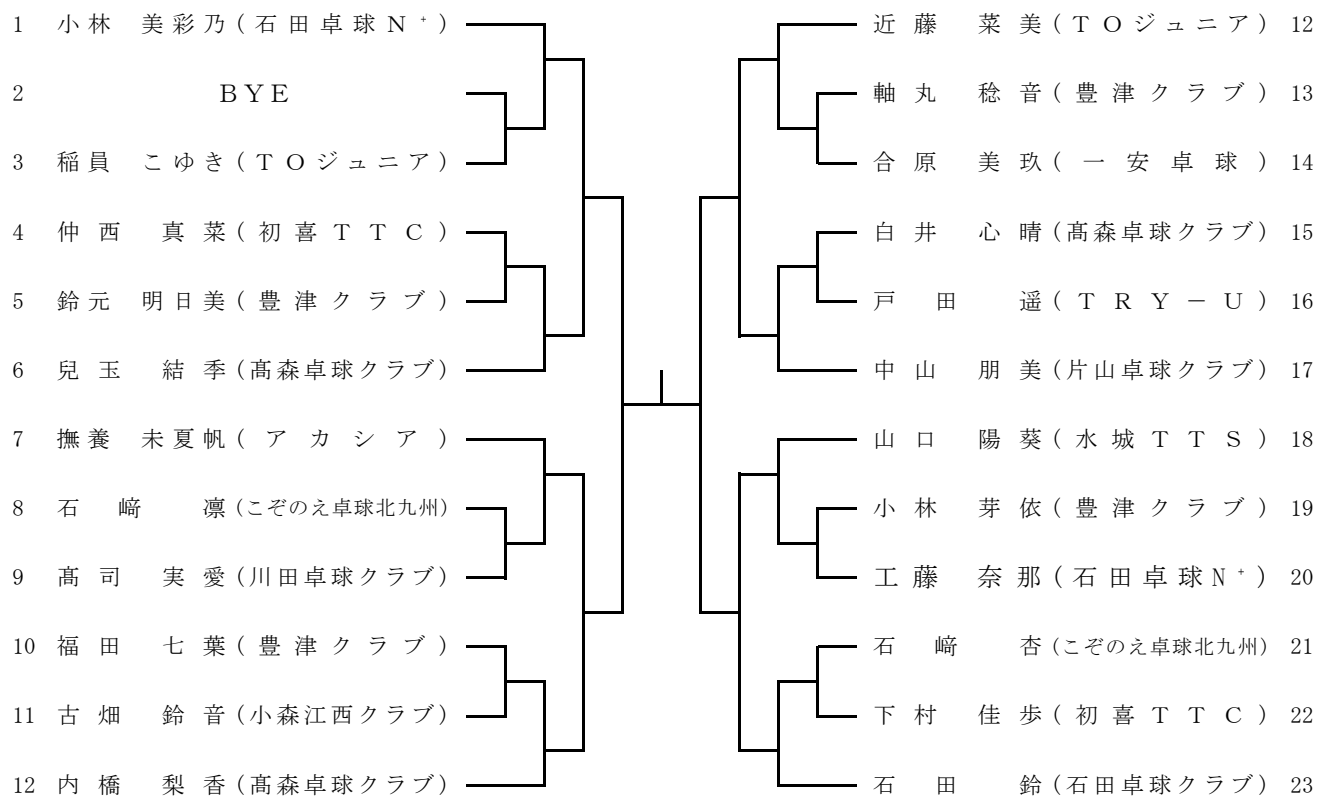 1 小林 美彩乃(石田卓球N⁺)
2 BYE
3 稲員 こゆき(TOジュニア)
4 仲西 真菜(初喜TTC)
5 鈴元 明日美(豊津クラブ)
6 兒玉 結季(髙森卓球クラブ)
7 撫養 未夏帆(アカシア)
8 石﨑 凛(こぞのえ卓球北九州)
9 髙司 実愛(川田卓球クラブ)
10 福田 七葉(豊津クラブ)
11 古畑 鈴音(小森江西クラブ)
12 内橋 梨香(髙森卓球クラブ)
近藤 菜美(TOジュニア) 12
軸丸 稔音(豊津クラブ) 13
合原 美玖(一安卓球) 14
白井 心晴(髙森卓球クラブ) 15
戸田 遥(TRY－U) 16
中山 朋美(片山卓球クラブ) 17
山口 陽葵(水城TTS) 18
小林 芽依(豊津クラブ) 19
工藤 奈那(石田卓球N⁺) 20
石﨑 杏(こぞのえ卓球北九州) 21
下村 佳歩(初喜TTC) 22
石田 鈴(石田卓球クラブ) 23